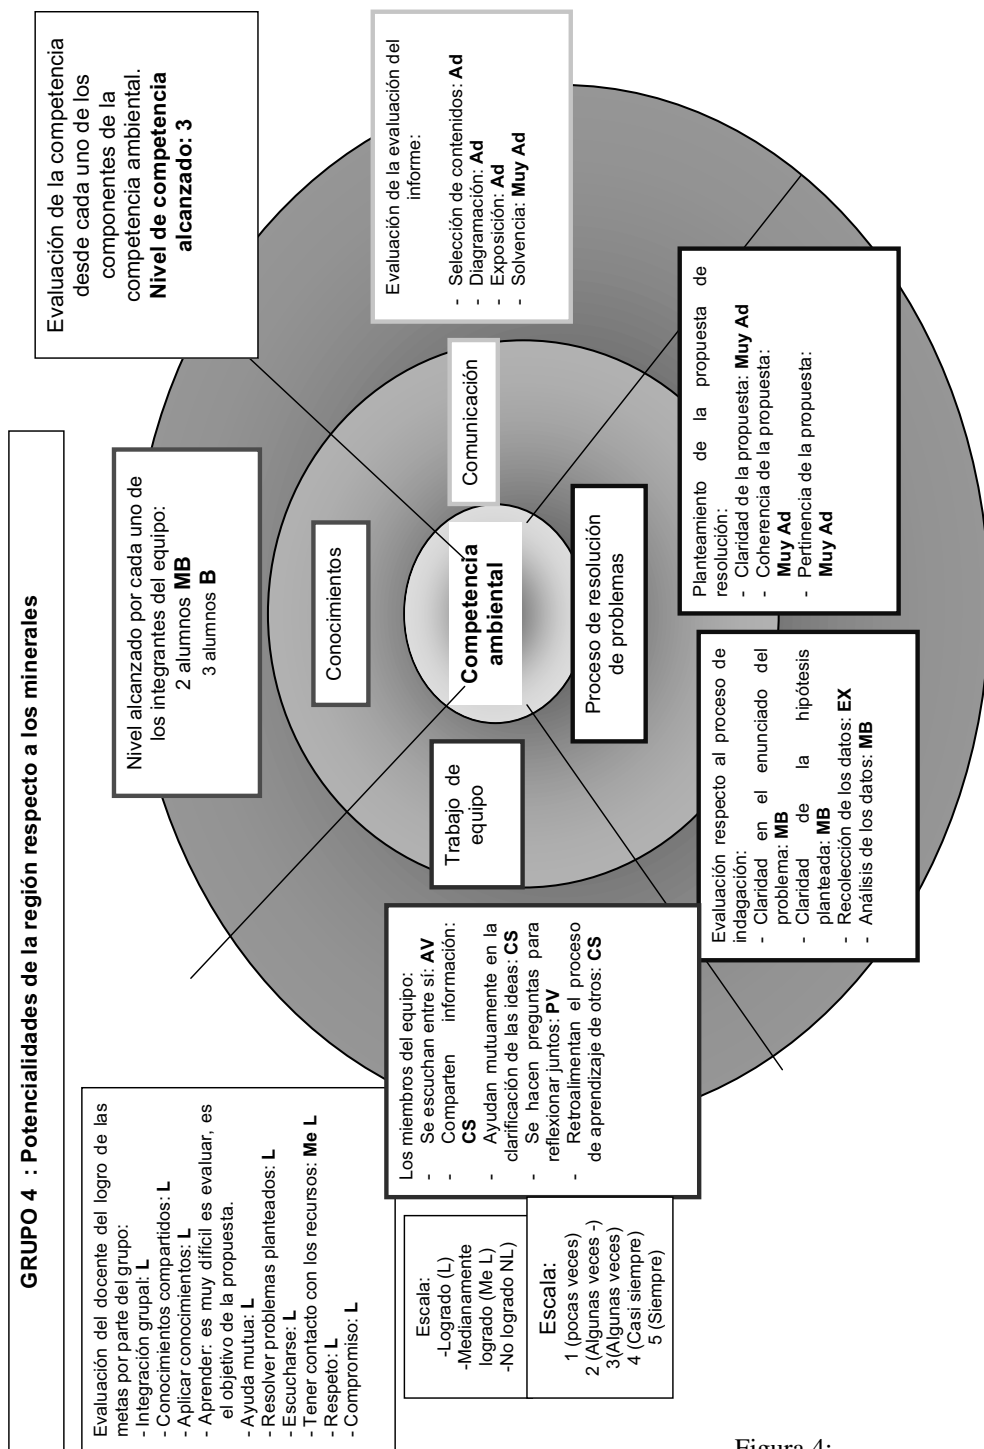 GRUPO 4 : Potencialidades de la región respecto a los minerales
Evaluación del docente del logro de las
metas por parte del grupo:
- Integración grupal: L
- Conocimientos compartidos: L
- Aplicar conocimientos: L
- Aprender: es muy difícil es evaluar, es
el objetivo de la propuesta.
- Ayuda mutua: L
- Resolver problemas planteados: L
- Escucharse: L
- Tener contacto con los recursos: Me L
- Respeto: L
- Compromiso: L
Nivel alcanzado por cada uno de
los integrantes del equipo:
2 alumnos MB
3 alumnos B
Evaluación de la competencia
desde cada uno de los
componentes de la
competencia ambiental.
Nivel de competencia
alcanzado: 3
Conocimientos
Trabajo de
equipo
Competencia
ambiental
Comunicación
Evaluación de la evaluación del
informe:
- Selección de contenidos: Ad
- Diagramación: Ad
- Exposición: Ad
- Solvencia: Muy Ad
Proceso de resolución
de problemas
Los miembros del equipo:
- Se escuchan entre sí: AV
- Comparten información:
CS
- Ayudan mutuamente en la
clarificación de las ideas: CS
- Se hacen preguntas para
reflexionar juntos: PV
- Retroalimentan el proceso
de aprendizaje de otros: CS
Escala:
-Logrado (L)
-Medianamente
logrado (Me L)
-No logrado NL)
Escala:
1 (pocas veces)
2 (Algunas veces -)
3(Algunas veces)
4 (Casi siempre)
5 (Siempre)
Evaluación respecto al proceso de
indagación:
- Claridad en el enunciado del
problema: MB
- Claridad de la hipótesis
planteada: MB
- Recolección de los datos: EX
- Análisis de los datos: MB
Planteamiento de la propuesta de
resolución:
- Claridad de la propuesta: Muy Ad
- Coherencia de la propuesta:
Muy Ad
- Pertinencia de la propuesta:
Muy Ad
Figura 4: